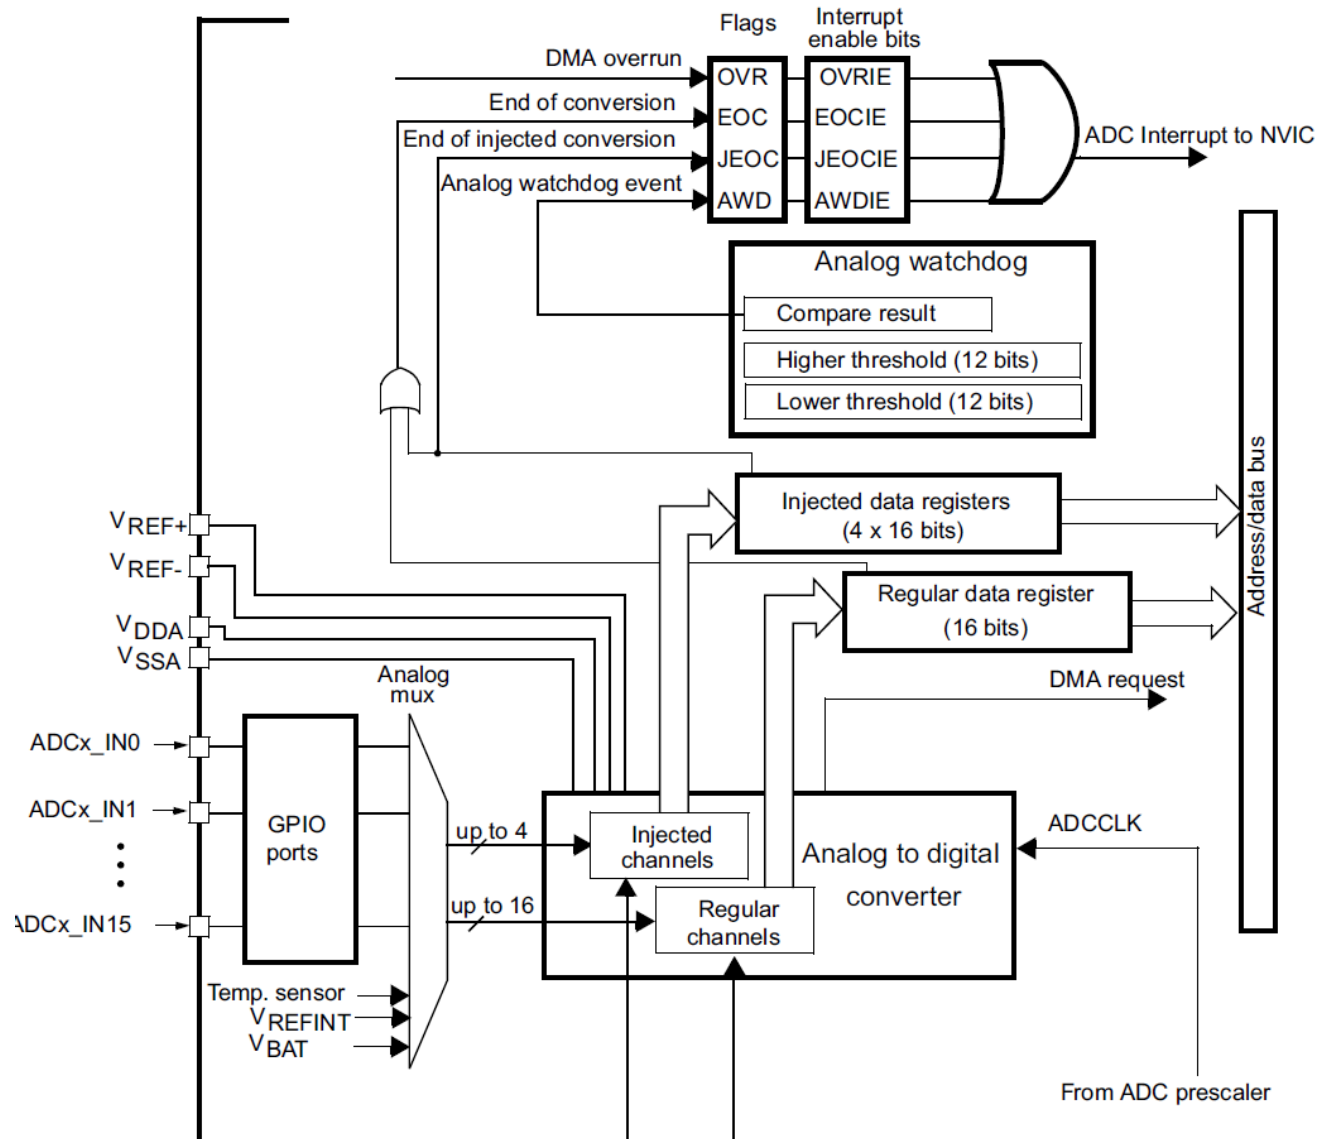 Flags
Interrupt
enable bits
DMA overrun
OVR
OVRIE
End of conversion
EOC
EOCIE
End of injected conversion
JEOC
JEOCIE
ADC Interrupt to NVIC
Analog watchdog event
AWD
AWDIE
Analog watchdog
Compare result
Higher threshold (12 bits)
Lower threshold (12 bits)
Address/data bus
Injected data registers
(4 x 16 bits)
VREF+
VREF-
VDDA
VSSA
Regular data register
(16 bits)
DMA request
Analog
mux
ADCx_IN0
ADCx_IN1
ADCx_IN15
GPIO
ports
up to 4
up to 16
Injected
channels
Regular
channels
Analog to digital
converter
ADCCLK
Temp. sensor
VREFINT
VBAT
From ADC prescaler